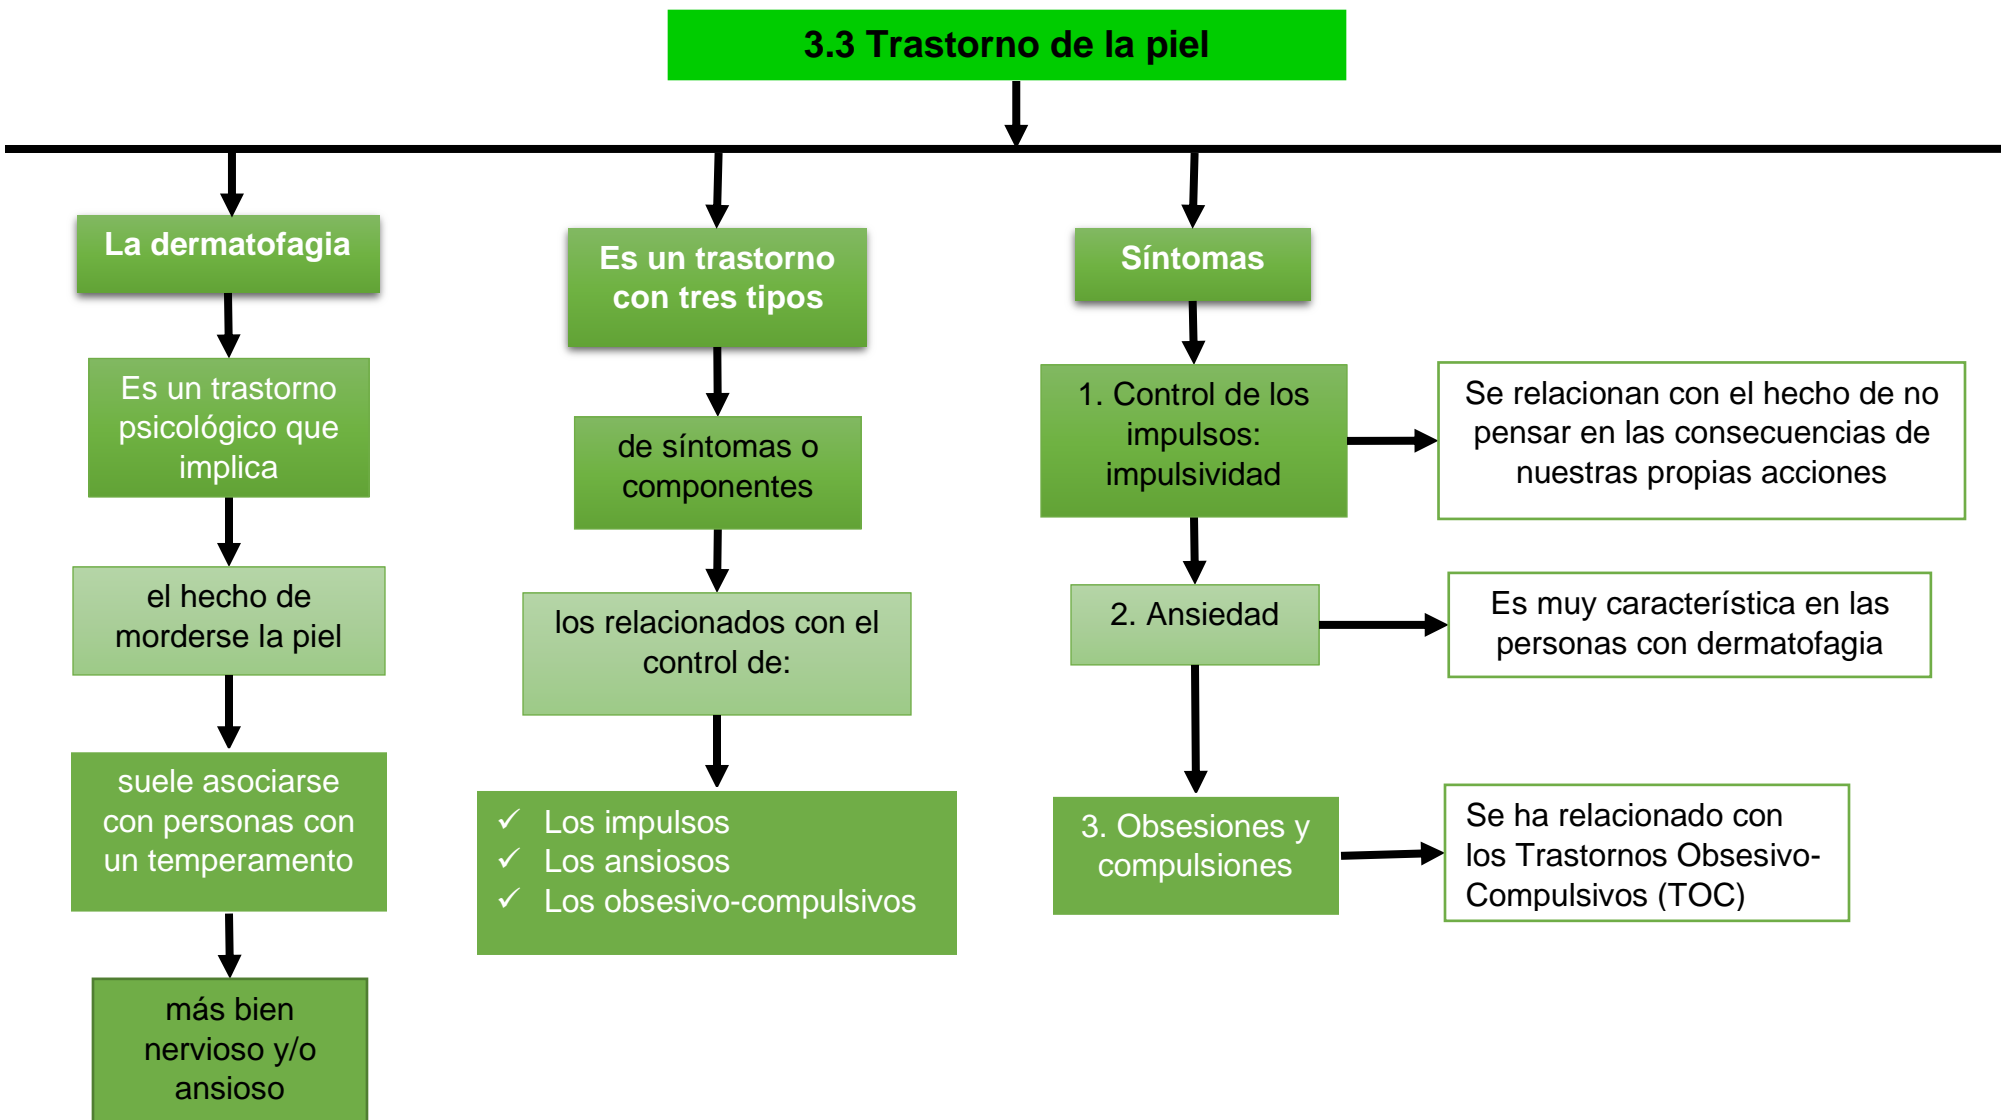 3.3 Trastorno de la piel
La dermatofagia
Es un trastorno
psicológico que
implica
el hecho de
morderse la piel
suele asociarse
con personas con
un temperamento
más bien
nervioso y/o
ansioso
Es un trastorno
con tres tipos
de síntomas o
componentes
los relacionados con el
control de:
✓ Los impulsos
✓ Los ansiosos
✓ Los obsesivo-compulsivos
Síntomas
1. Control de los
impulsos:
impulsividad
Se relacionan con el hecho de no
pensar en las consecuencias de
nuestras propias acciones
2. Ansiedad
Es muy característica en las
personas con dermatofagia
3. Obsesiones y
compulsiones
Se ha relacionado con
los Trastornos Obsesivo-
Compulsivos (TOC)